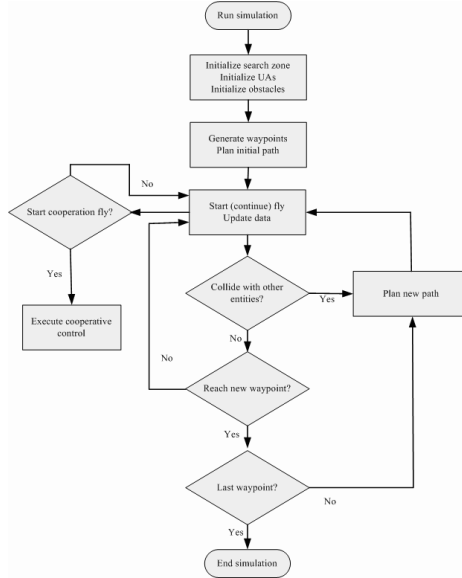 Run simulation
Initialize search zone
Initialize UAs
Initialize obstacles
Generate waypoints
Plan initial path
No
Start cooperation fly?
Start (continue) fly
Update data
Yes
Collide with other
entities?
Yes
Plan new path
Execute cooperative
control
No
No
Reach new waypoint?
Yes
Last waypoint?
No
Yes
End simulation